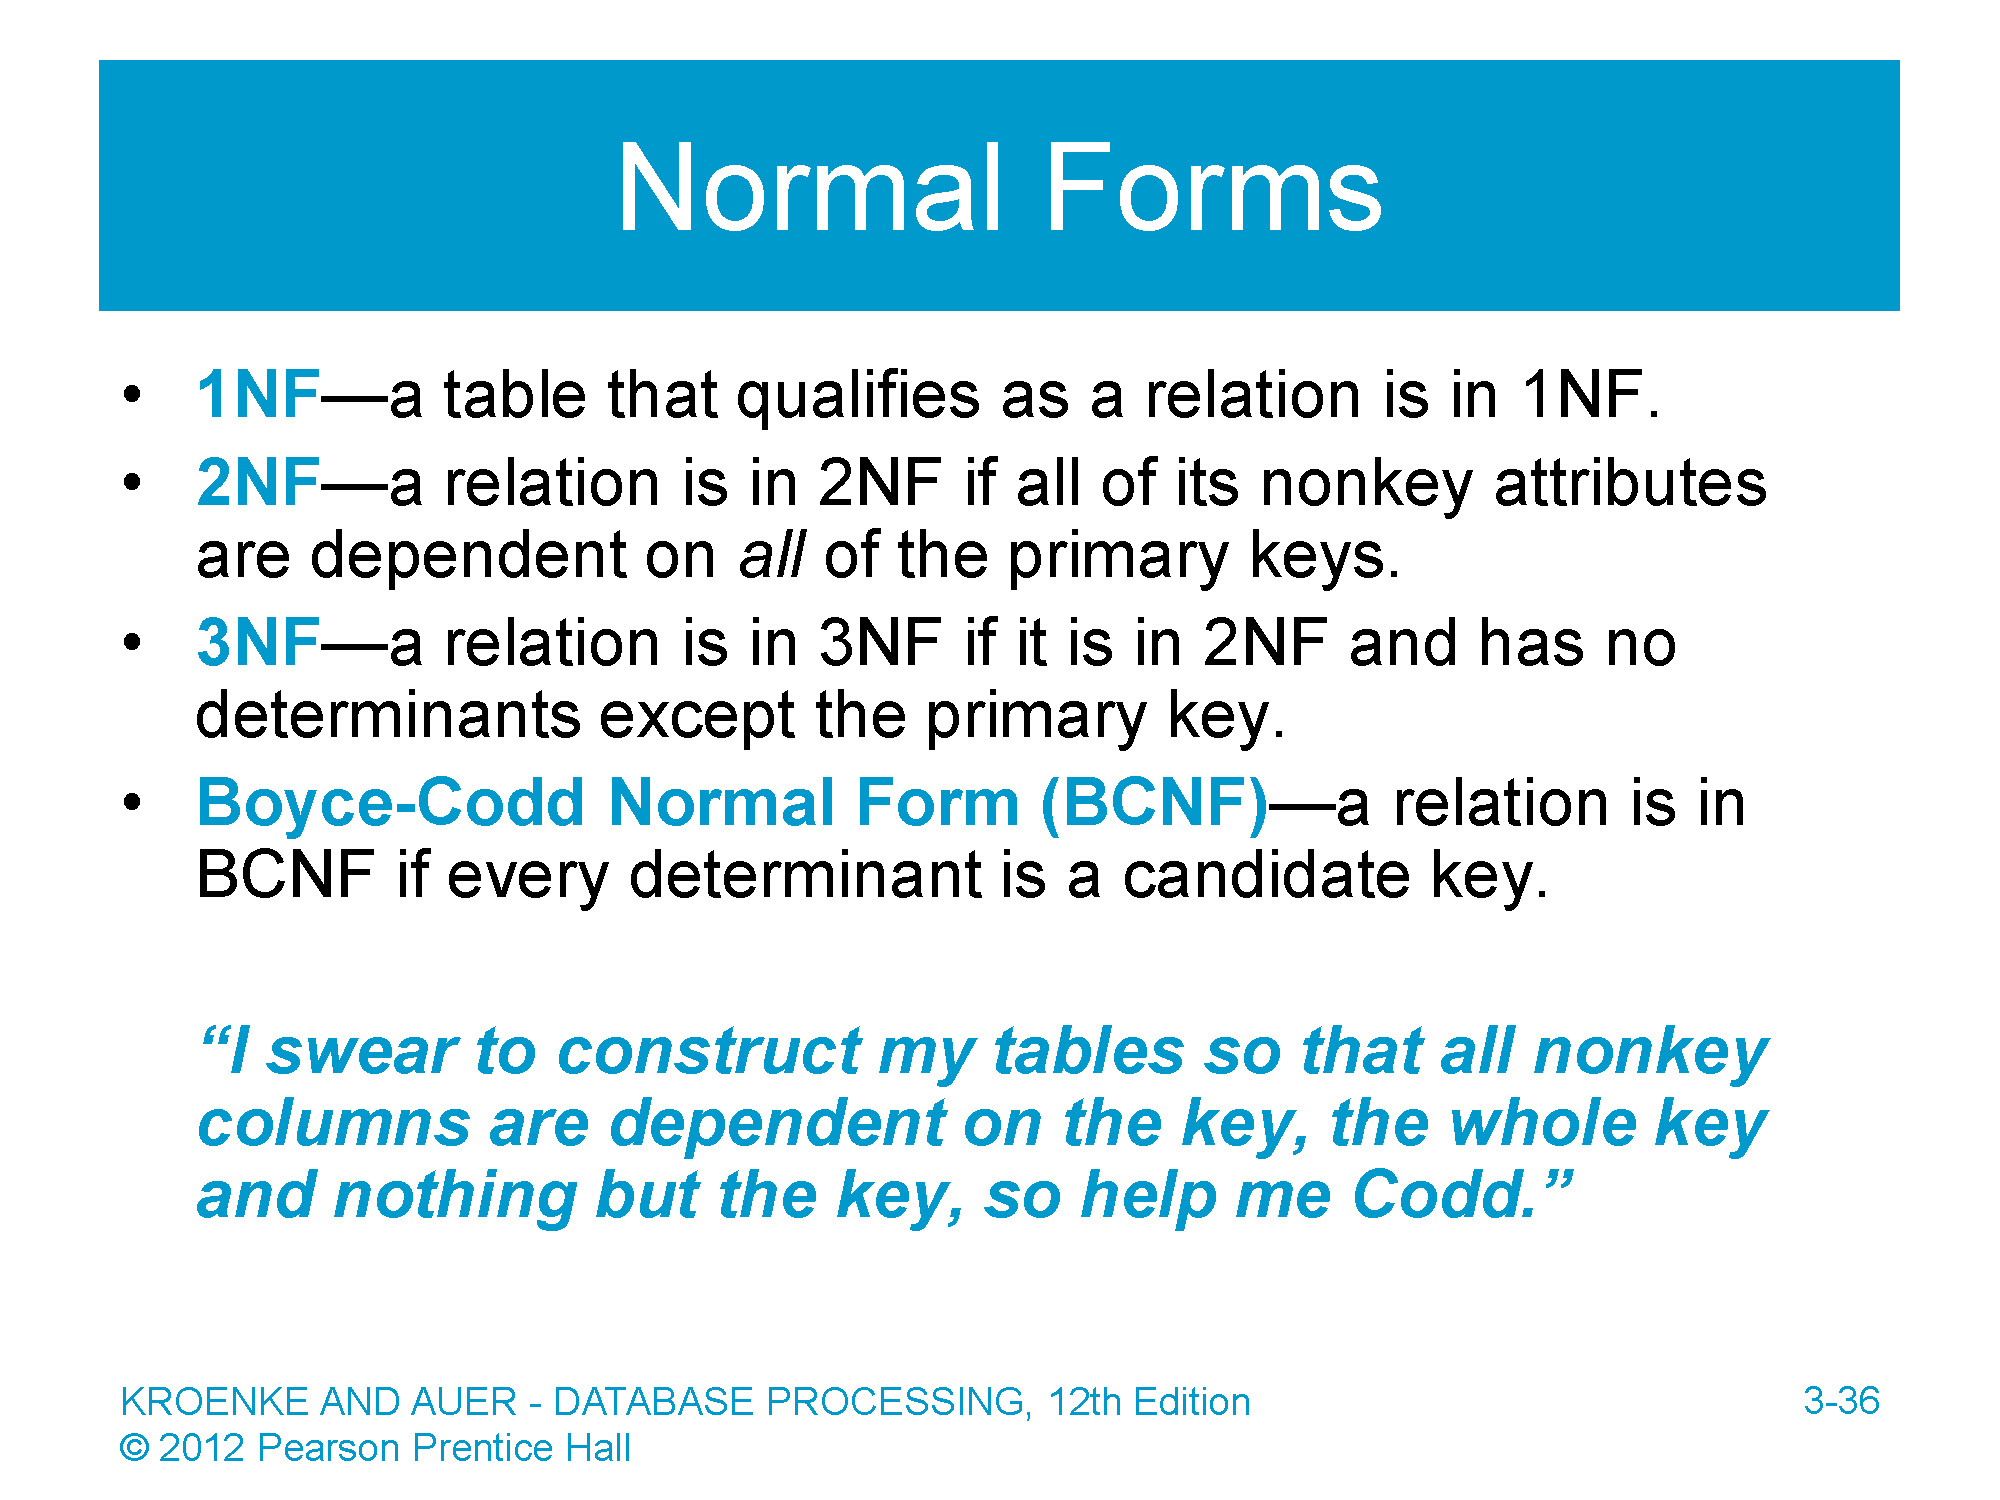 Normal Forms
• 1NF—a table that qualifies as a relation is in 1NF.
• 2NF—a relation is in 2NF if all of its nonkey attributes
are dependent on all of the primary keys.
• 3NF—a relation is in 3NF if it is in 2NF and has no
determinants except the primary key.
• Boyce-Codd Normal Form (BCNF)—a relation is in
BCNF if every determinant is a candidate key.
“I swear to construct my tables so that all nonkey
columns are dependent on the key, the whole key
and nothing but the key, so help me Codd.”
KROENKE AND AUER - DATABASE PROCESSING, 12th Edition 3-36
© 2012 Pearson Prentice Hall